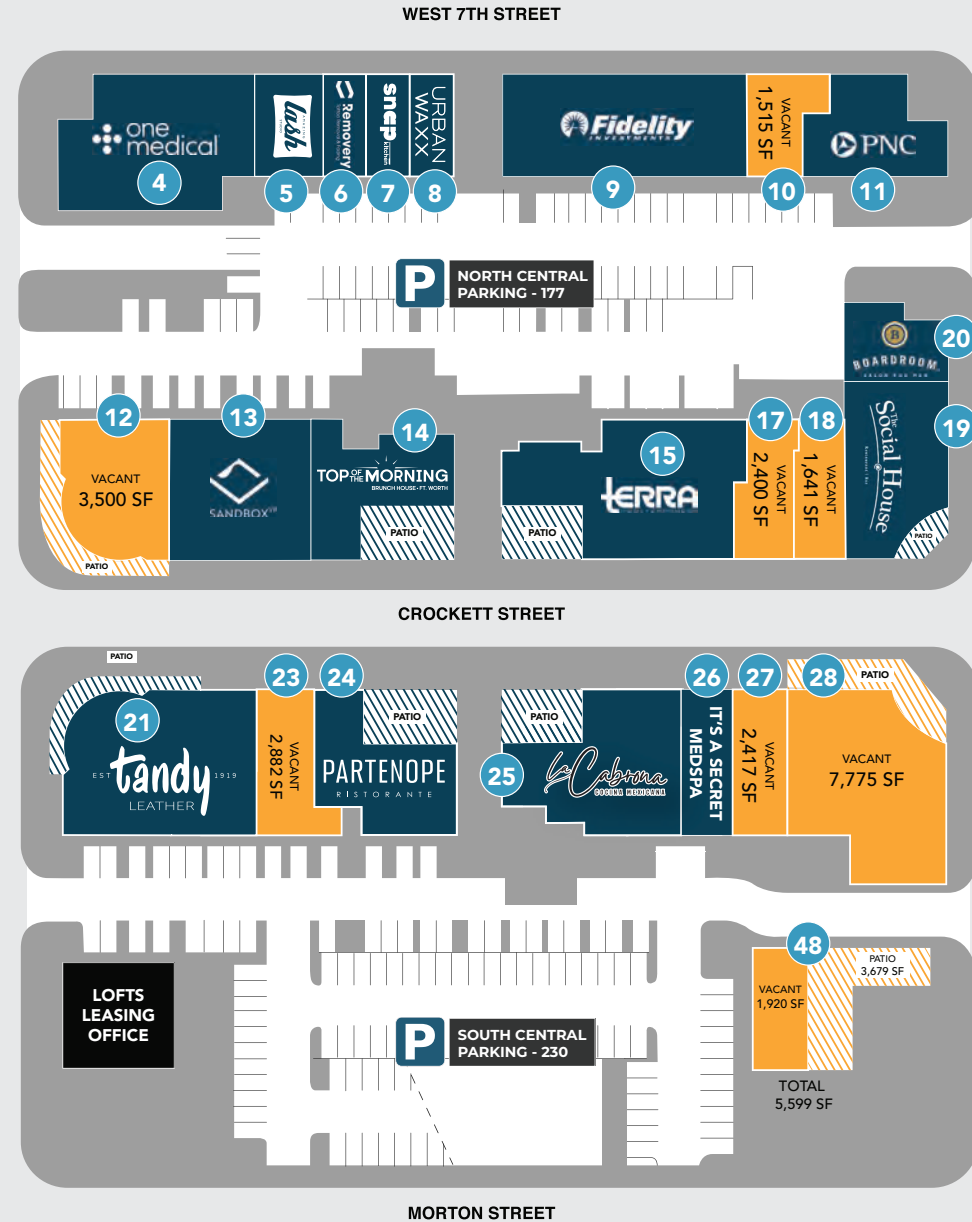 WEST 7TH STREET
one
medical
4
lash
5
Removery
6
snap
kitchen
7
URBAN
WAXX
8
Fidelity
INVESTMENTS
9
VACANT
1,515 SF
10
PNC
11
P
NORTH CENTRAL
PARKING - 177
BOARDROOM
20
12
VACANT
3,500 SF
PATIO
13
SANDBOX VR
14
TOP OF THE MORNING
BRUNCH HOUSE - FT. WORTH
PATIO
15
terra
PATIO
17
VACANT
2,400 SF
18
VACANT
1,641 SF
19
The
Social House
PATIO
CROCKETT STREET
PATIO
21
EST tandy 1919
LEATHER
23
VACANT
2,882 SF
24
PATIO
PARTENOPE
RISTORANTE
PATIO
25
La Cabrona
COCINA MEXICANA
26
IT'S A SECRET
MEDSPA
27
VACANT
2,417 SF
28
PATIO
VACANT
7,775 SF
LOFTS
LEASING
OFFICE
P
SOUTH CENTRAL
PARKING - 230
48
VACANT
1,920 SF
PATIO
3,679 SF
TOTAL
5,599 SF
MORTON STREET